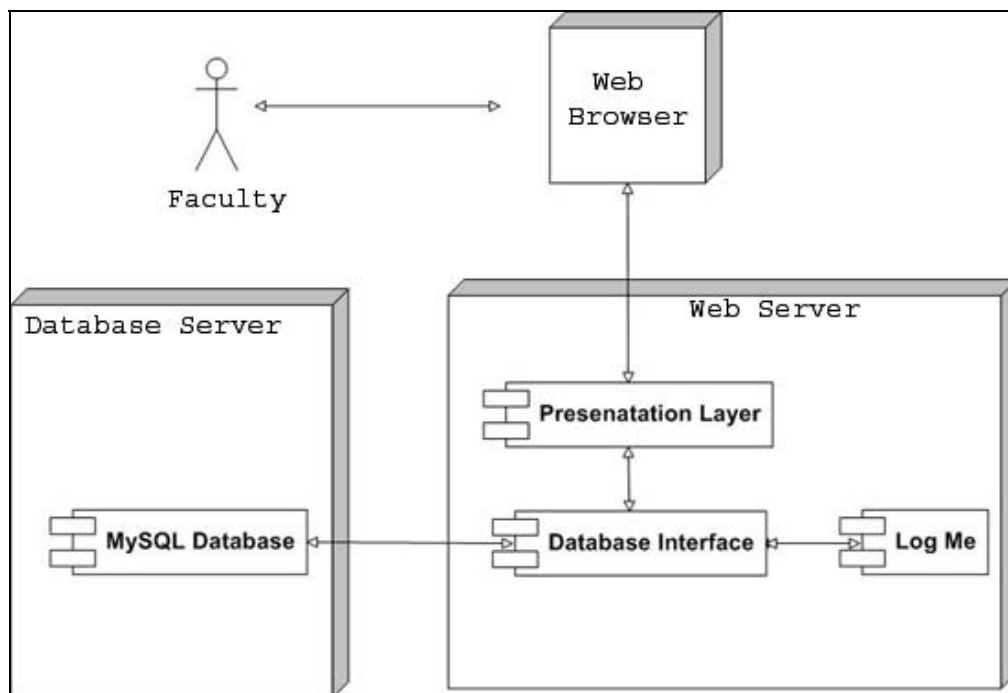 Web
Browser
Faculty
Database Server
Web Server
Presenatation Layer
MySQL Database
Database Interface
Log Me